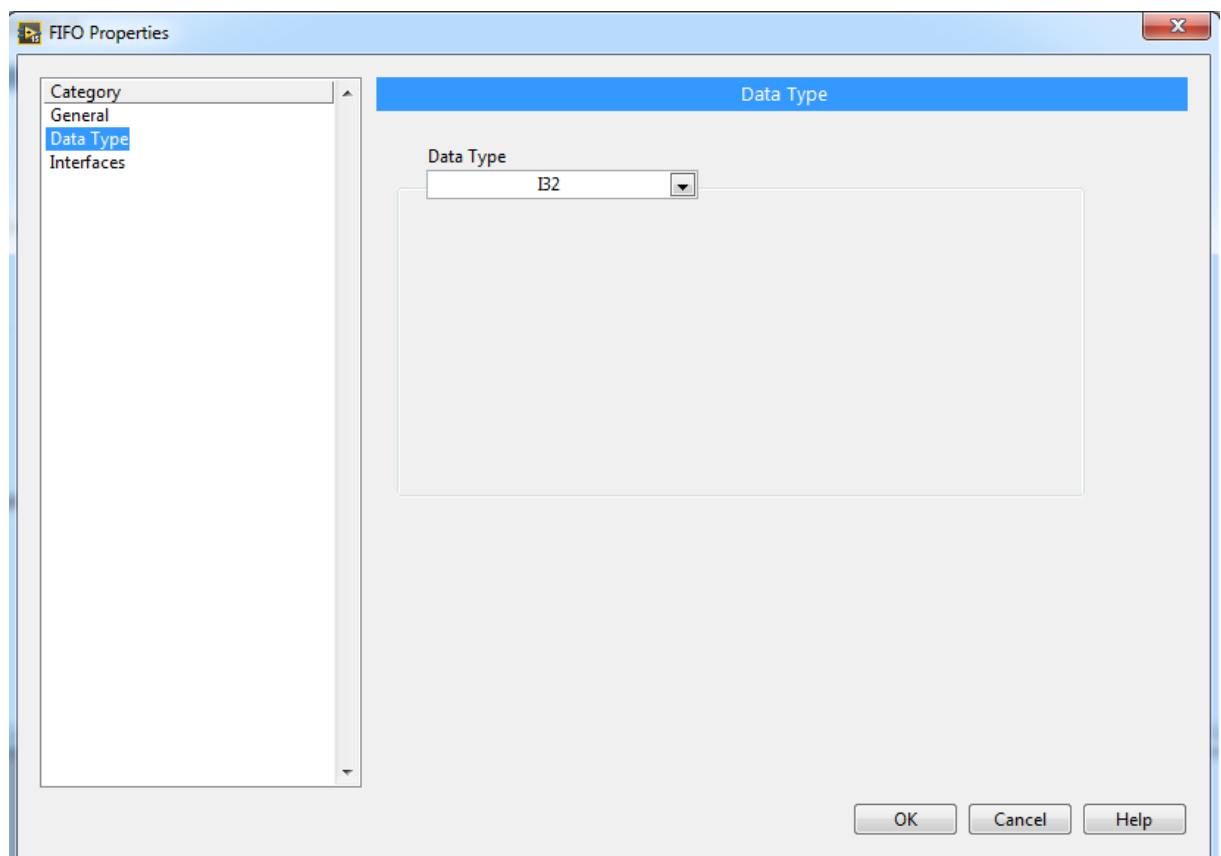 FIFO Properties
Category
General
Data Type
Interfaces
Data Type
Data Type
I32
OK
Cancel
Help